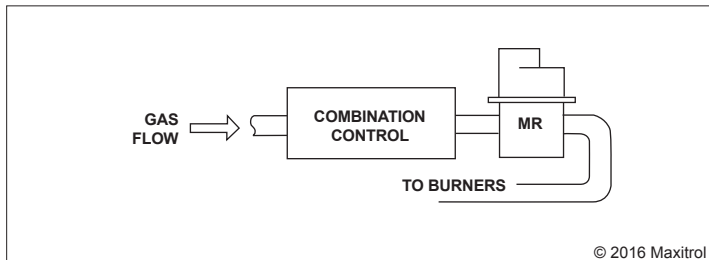 GAS
FLOW
COMBINATION
CONTROL
MR
TO BURNERS
© 2016 Maxitrol